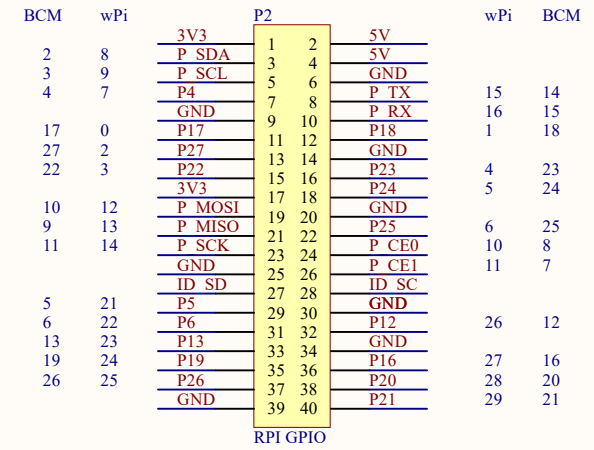 BCM wPi P2 wPi BCM
3V3 1 2 5V
2 8 P_SDA 3 4 5V
3 9 P_SCL 5 6 GND
4 7 P4 7 8 P_TX 15 14
GND 9 10 P_RX 16 15
17 0 P17 11 12 P18 1 18
27 2 P27 13 14 GND
22 3 P22 15 16 P23 4 23
3V3 17 18 P24 5 24
10 12 P_MOSI 19 20 GND
9 13 P_MISO 21 22 P25 6 25
11 14 P_SCK 23 24 P_CE0 10 8
GND 25 26 P_CE1 11 7
ID_SD 27 28 ID_SC
5 21 P5 29 30 GND
6 22 P6 31 32 P12 26 12
13 23 P13 33 34 GND
19 24 P19 35 36 P16 27 16
26 25 P26 37 38 P20 28 20
GND 39 40 P21 29 21
RPI GPIO